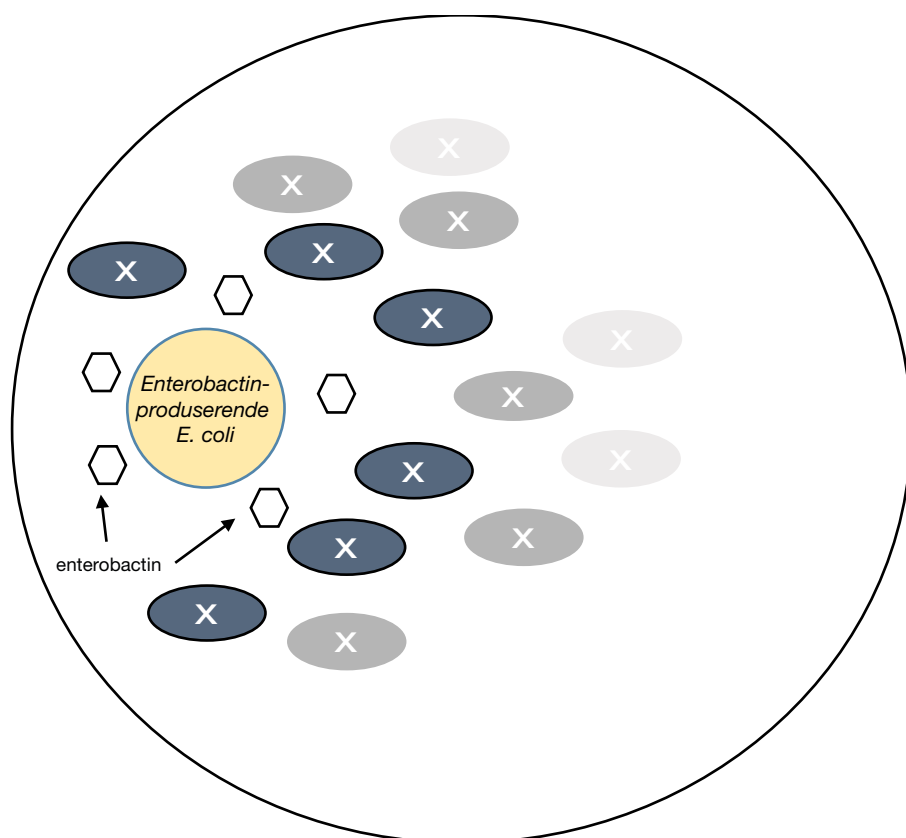 X
X
X
X
X
X
X
X
Enterobactin-
produserende
E. coli
X
X
X
X
X
enterobactin
X
X